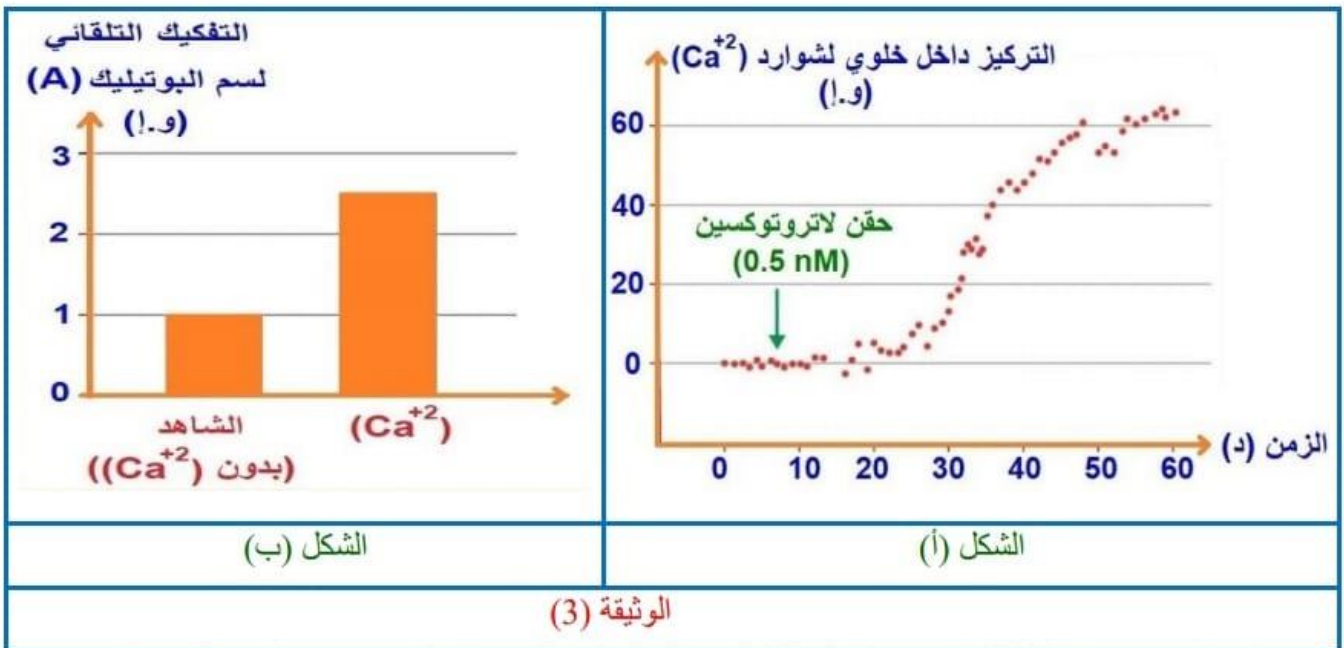 التركيز داخل خلوي لشوارد (Ca+2)
(و.إ)
60
40
20
0
حقن لاتروتوكسين
(0.5 nM)
0 10 20 30 40 50 60
الزمن (د)
الشكل (أ)
التفكيك التلقائي
لسم البوتيليك (A)
(و.إ)
3
2
1
0
الشاهد
(بدون (Ca+2))
(Ca+2)
الشكل (ب)
الوثيقة (3)